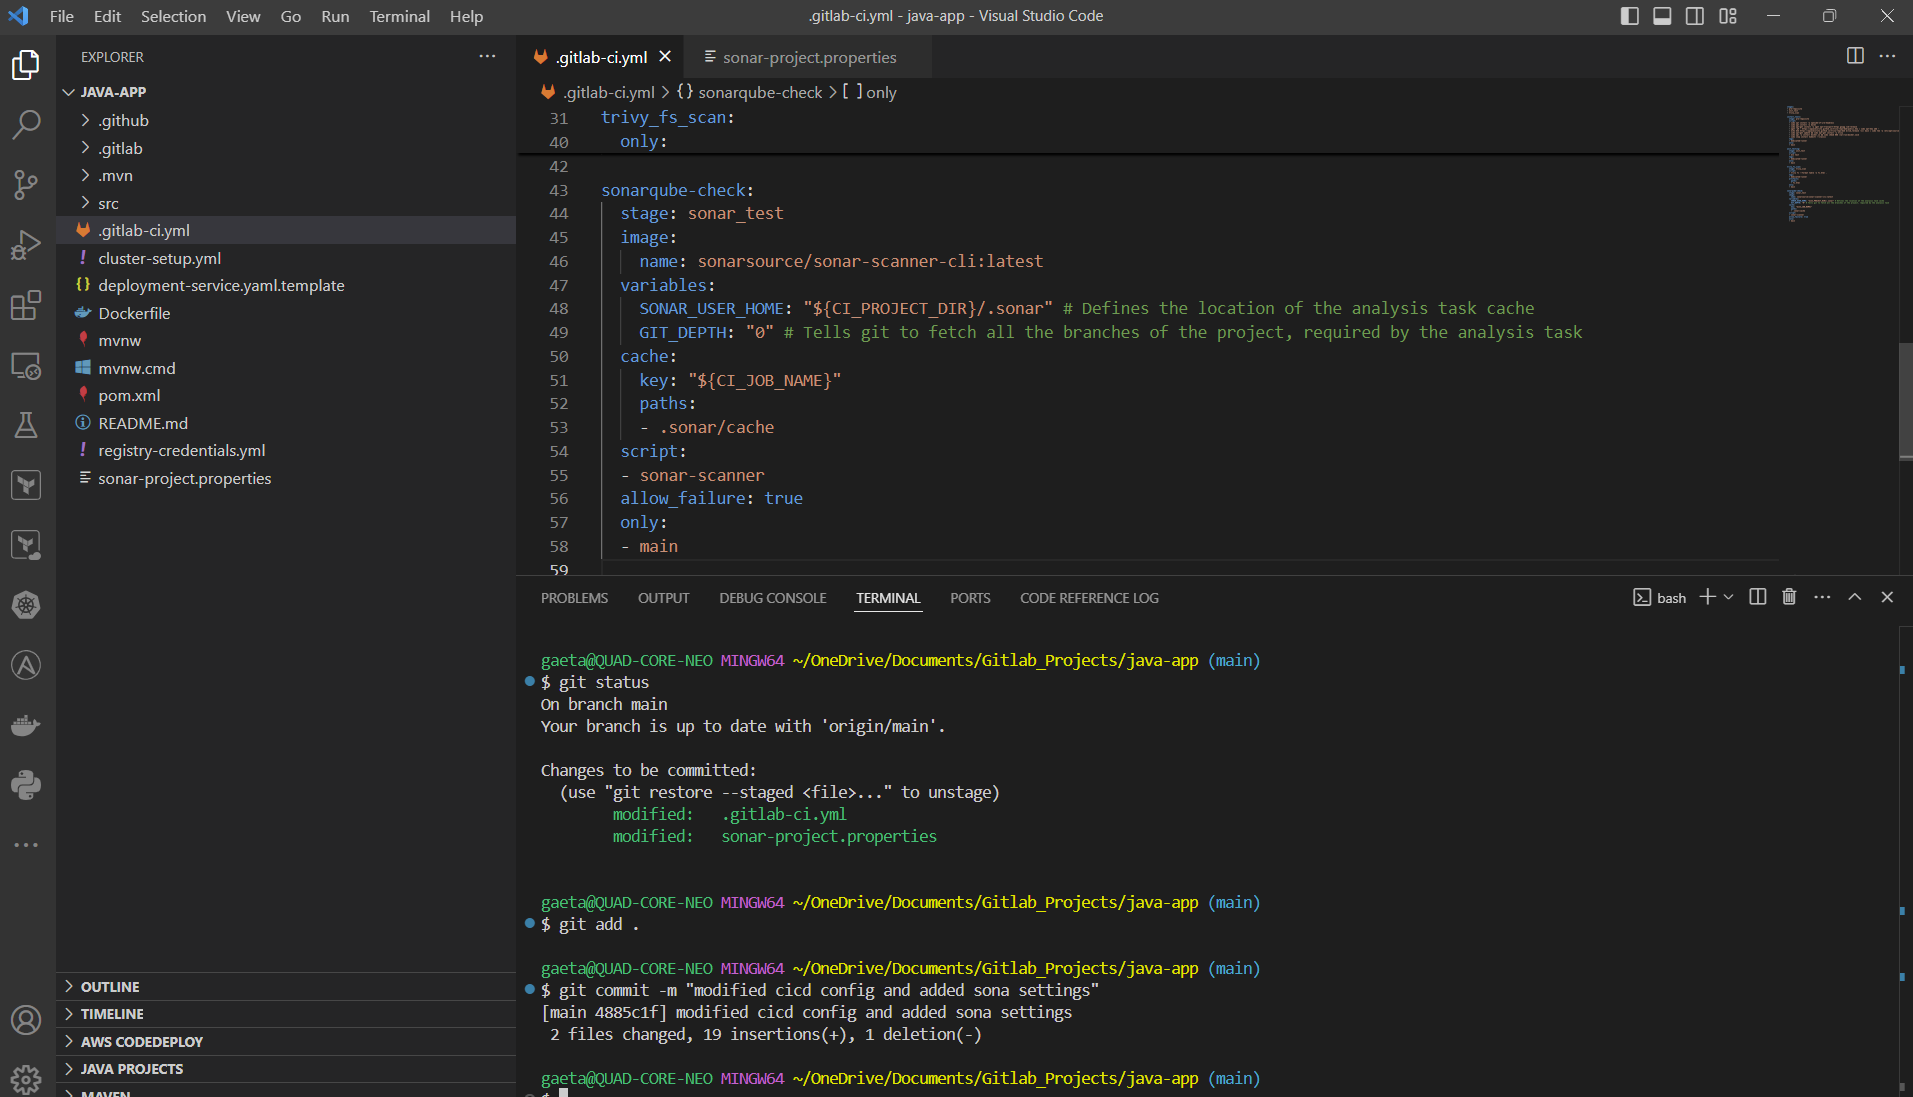 File Edit Selection View Go Run Terminal Help
.gitlab-ci.yml - java-app - Visual Studio Code
EXPLORER
JAVA-APP
.github
.gitlab
.mvn
src
.gitlab-ci.yml
cluster-setup.yml
deployment-service.yaml.template
Dockerfile
mvnw
mvnw.cmd
pom.xml
README.md
registry-credentials.yml
sonar-project.properties
OUTLINE
TIMELINE
AWS CODEDEPLOY
JAVA PROJECTS
MAVEN
.gitlab-ci.yml
sonar-project.properties
.gitlab-ci.yml > {} sonarqube-check > [ ] only
31 trivy_fs_scan:
40 only:
42
43 sonarqube-check:
44 stage: sonar_test
45 image:
46 name: sonarsource/sonar-scanner-cli:latest
47 variables:
48 SONAR_USER_HOME: "${CI_PROJECT_DIR}/.sonar" # Defines the location of the analysis task cache
49 GIT_DEPTH: "0" # Tells git to fetch all the branches of the project, required by the analysis task
50 cache:
51 key: "${CI_JOB_NAME}"
52 paths:
53 - .sonar/cache
54 script:
55 - sonar-scanner
56 allow_failure: true
57 only:
58 - main
59
PROBLEMS OUTPUT DEBUG CONSOLE TERMINAL PORTS CODE REFERENCE LOG
bash
gaeta@QUAD-CORE-NEO MINGW64 ~/OneDrive/Documents/Gitlab_Projects/java-app (main)
$ git status
On branch main
Your branch is up to date with 'origin/main'.
Changes to be committed:
(use "git restore --staged <file>..." to unstage)
modified: .gitlab-ci.yml
modified: sonar-project.properties
gaeta@QUAD-CORE-NEO MINGW64 ~/OneDrive/Documents/Gitlab_Projects/java-app (main)
$ git add .
gaeta@QUAD-CORE-NEO MINGW64 ~/OneDrive/Documents/Gitlab_Projects/java-app (main)
$ git commit -m "modified cicd config and added sona settings"
[main 4885c1f] modified cicd config and added sona settings
2 files changed, 19 insertions(+), 1 deletion(-)
gaeta@QUAD-CORE-NEO MINGW64 ~/OneDrive/Documents/Gitlab_Projects/java-app (main)
$